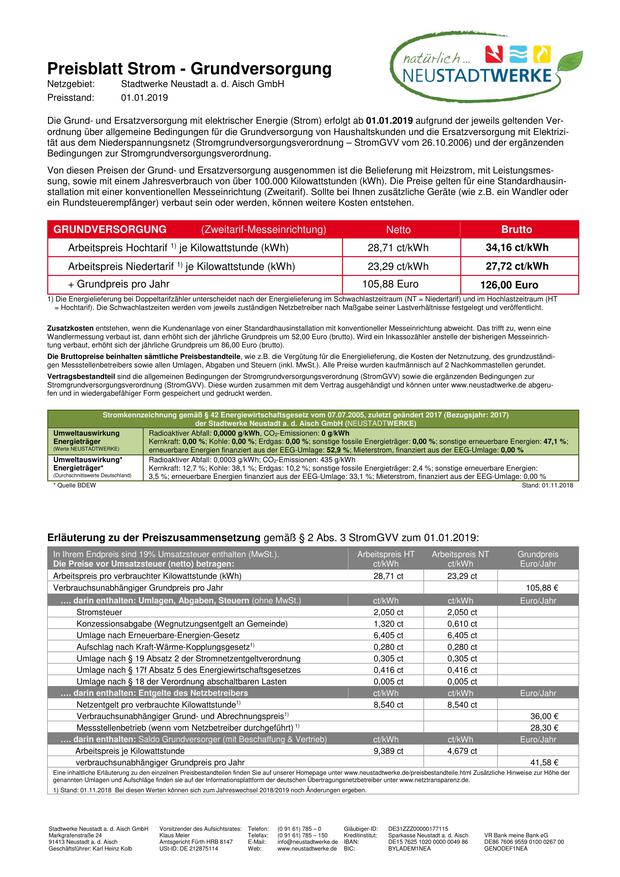 natürlich ...
NEUSTADTWERKE
Preisblatt Strom - Grundversorgung
Netzgebiet: Stadtwerke Neustadt a. d. Aisch GmbH
Preisstand: 01.01.2019
Die Grund- und Ersatzversorgung mit elektrischer Energie (Strom) erfolgt ab 01.01.2019 aufgrund der jeweils geltenden Ver-
ordnung über allgemeine Bedingungen für die Grundversorgung von Haushaltskunden und die Ersatzversorgung mit Elektrizi-
tät aus dem Niederspannungsnetz (Stromgrundversorgungsverordnung – StromGVV vom 26.10.2006) und der ergänzenden
Bedingungen zur Stromgrundversorgungsverordnung.
Von diesen Preisen der Grund- und Ersatzversorgung ausgenommen ist die Belieferung mit Heizstrom, mit Leistungsmes-
sung, sowie mit einem Jahresverbrauch von über 100.000 Kilowattstunden (kWh). Die Preise gelten für eine Standardhausin-
stallation mit einer konventionellen Messeinrichtung (Zweitarif). Sollte bei Ihnen zusätzliche Geräte (wie z.B. ein Wandler oder
ein Rundsteuerempfänger) verbaut sein oder werden, können weitere Kosten entstehen.
GRUNDVERSORGUNG (Zweitarif-Messeinrichtung) Netto Brutto
Arbeitspreis Hochtarif 1) je Kilowattstunde (kWh) 28,71 ct/kWh 34,16 ct/kWh
Arbeitspreis Niedertarif 1) je Kilowattstunde (kWh) 23,29 ct/kWh 27,72 ct/kWh
+ Grundpreis pro Jahr 105,88 Euro 126,00 Euro
1) Die Energielieferung bei Doppeltarifzähler unterscheidet nach der Energielieferung im Schwachlastzeitraum (NT = Niedertarif) und im Hochlastzeitraum (HT
= Hochtarif). Die Schwachlastzeiten werden vom jeweils zuständigen Netzbetreiber nach Maßgabe seiner Lastverhältnisse festgelegt und veröffentlicht.
Zusatzkosten entstehen, wenn die Kundenanlage von einer Standardhausinstallation mit konventioneller Messeinrichtung abweicht. Das trifft zu, wenn eine
Wandlermessung verbaut ist, dann erhöht sich der jährliche Grundpreis um 52,00 Euro (brutto). Wird ein Inkassozähler anstelle der bisherigen Messeinrich-
tung verbaut, erhöht sich der jährliche Grundpreis um 86,00 Euro (brutto).
Die Bruttopreise beinhalten sämtliche Preisbestandteile, wie z.B. die Vergütung für die Energielieferung, die Kosten der Netznutzung, des grundzuständi-
gen Messstellenbetreibers sowie allen Umlagen, Abgaben und Steuern (inkl. MwSt.). Alle Preise wurden kaufmännisch auf 2 Nachkommastellen gerundet.
Vertragsbestandteil sind die allgemeinen Bedingungen der Stromgrundversorgungsverordnung (StromGVV) sowie die ergänzenden Bedingungen zur
Stromgrundversorgungsverordnung (StromGVV). Diese wurden zusammen mit dem Vertrag ausgehändigt und können unter www.neustadtwerke.de abgeru-
fen und in wiedergabefähiger Form gespeichert und gedruckt werden.
Stromkennzeichnung gemäß § 42 Energiewirtschaftsgesetz vom 07.07.2005, zuletzt geändert 2017 (Bezugsjahr: 2017)
der Stadtwerke Neustadt a. d. Aisch GmbH (NEUSTADTWERKE)
Umweltauswirkung Radioaktiver Abfall: 0,0000 g/kWh, CO2-Emissionen: 0 g/kWh
Energieträger Kernkraft: 0,00 %; Kohle: 0,00 %; Erdgas: 0,00 %; sonstige fossile Energieträger: 0,00 %; sonstige erneuerbare Energien: 47,1 %;
(Werte NEUSTADTWERKE) erneuerbare Energien finanziert aus der EEG-Umlage: 52,9 %; Mieterstrom, finanziert aus der EEG-Umlage: 0,00 %
Umweltauswirkung* Radioaktiver Abfall: 0,0003 g/kWh; CO2-Emissionen: 435 g/kWh
Energieträger* Kernkraft: 12,7 %; Kohle: 38,1 %; Erdgas: 10,2 %; sonstige fossile Energieträger: 2,4 %; sonstige erneuerbare Energien:
(Durchschnittswerte Deutschland) 3,5 %; erneuerbare Energien finanziert aus der EEG-Umlage: 33,1 %; Mieterstrom, finanziert aus der EEG-Umlage: 0,00 %
* Quelle BDEW Stand: 01.11.2018
Erläuterung zu der Preiszusammensetzung gemäß § 2 Abs. 3 StromGVV zum 01.01.2019:
In Ihrem Endpreis sind 19% Umsatzsteuer enthalten (MwSt.). Arbeitspreis HT Arbeitspreis NT Grundpreis
Die Preise vor Umsatzsteuer (netto) betragen: ct/kWh ct/kWh Euro/Jahr
Arbeitspreis pro verbrauchter Kilowattstunde (kWh) 28,71 ct 23,29 ct
Verbrauchsunabhängiger Grundpreis pro Jahr 105,88 €
.... darin enthalten: Umlagen, Abgaben, Steuern (ohne MwSt.) ct/kWh ct/kWh Euro/Jahr
Stromsteuer 2,050 ct 2,050 ct
Konzessionsabgabe (Wegnutzungsentgelt an Gemeinde) 1,320 ct 0,610 ct
Umlage nach Erneuerbare-Energien-Gesetz 6,405 ct 6,405 ct
Aufschlag nach Kraft-Wärme-Kopplungsgesetz1) 0,280 ct 0,280 ct
Umlage nach § 19 Absatz 2 der Stromnetzentgeltverordnung 0,305 ct 0,305 ct
Umlage nach § 17f Absatz 5 des Energiewirtschaftsgesetzes 0,416 ct 0,416 ct
Umlage nach § 18 der Verordnung abschaltbaren Lasten 0,005 ct 0,005 ct
.... darin enthalten: Entgelte des Netzbetreibers ct/kWh ct/kWh Euro/Jahr
Netzentgelt pro verbrauchte Kilowattstunde1) 8,540 ct 8,540 ct
Verbrauchsunabhängiger Grund- und Abrechnungspreis1) 36,00 €
Messstellenbetrieb (wenn vom Netzbetreiber durchgeführt) 1) 28,30 €
.... darin enthalten: Saldo Grundversorger (mit Beschaffung & Vertrieb) ct/kWh ct/kWh Euro/Jahr
Arbeitspreis je Kilowattstunde 9,389 ct 4,679 ct
verbrauchsunabhängiger Grundpreis pro Jahr 41,58 €
Eine inhaltliche Erläuterung zu den einzelnen Preisbestandteilen finden Sie auf unserer Homepage unter www.neustadtwerke.de/preisbestandteile.html Zusätzliche Hinweise zur Höhe der
genannten Umlagen und Aufschläge finden sie auf der Informationsplattform der deutschen Übertragungsnetzbetreiber unter www.netztransparenz.de.
1) Stand: 01.11.2018 Bei diesen Werten können sich zum Jahreswechsel 2018/2019 noch Änderungen ergeben.
Stadtwerke Neustadt a. d. Aisch GmbH Vorsitzender des Aufsichtsrates: Telefon: (0 91 61) 785 – 0 Gläubiger-ID: DE31ZZZ00000177115
Markgrafenstraße 24 Klaus Meier Telefax: (0 91 61) 785 – 150 Kreditinstitut: Sparkasse Neustadt a. d. Aisch VR Bank meine Bank eG
91413 Neustadt a. d. Aisch Amtsgericht Fürth HRB 8147 E-Mail: info@neustadtwerke.de IBAN: DE15 7625 1020 0000 0049 86 DE86 7606 9559 0100 0267 00
Geschäftsführer: Karl Heinz Kolb USt-ID: DE 212875114 Web: www.neustadtwerke.de BIC: BYLADEM1NEA GENODEF1NEA